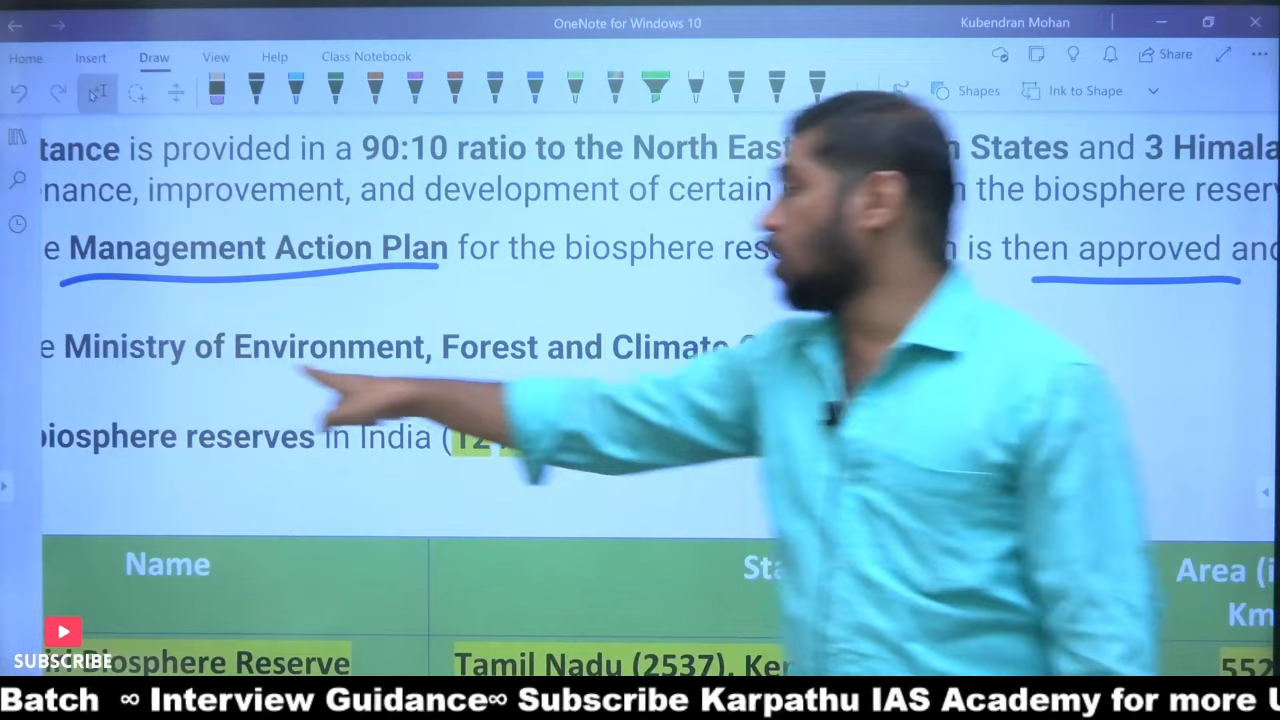 OneNote for Windows 10
Kubendran Mohan
Home Insert Draw View Help Class Notebook
Share
Shapes Ink to Shape
tance is provided in a 90:10 ratio to the North East States and 3 Himala
nance, improvement, and development of certain the biosphere reser
e Management Action Plan for the biosphere res is then approved and
e Ministry of Environment, Forest and Climate
biosphere reserves in India (12
Name Area (i
Km
Biosphere Reserve Tamil Nadu (2537), Ker 552
SUBSCRIBE
Batch ∞ Interview Guidance∞ Subscribe Karpathu IAS Academy for more U